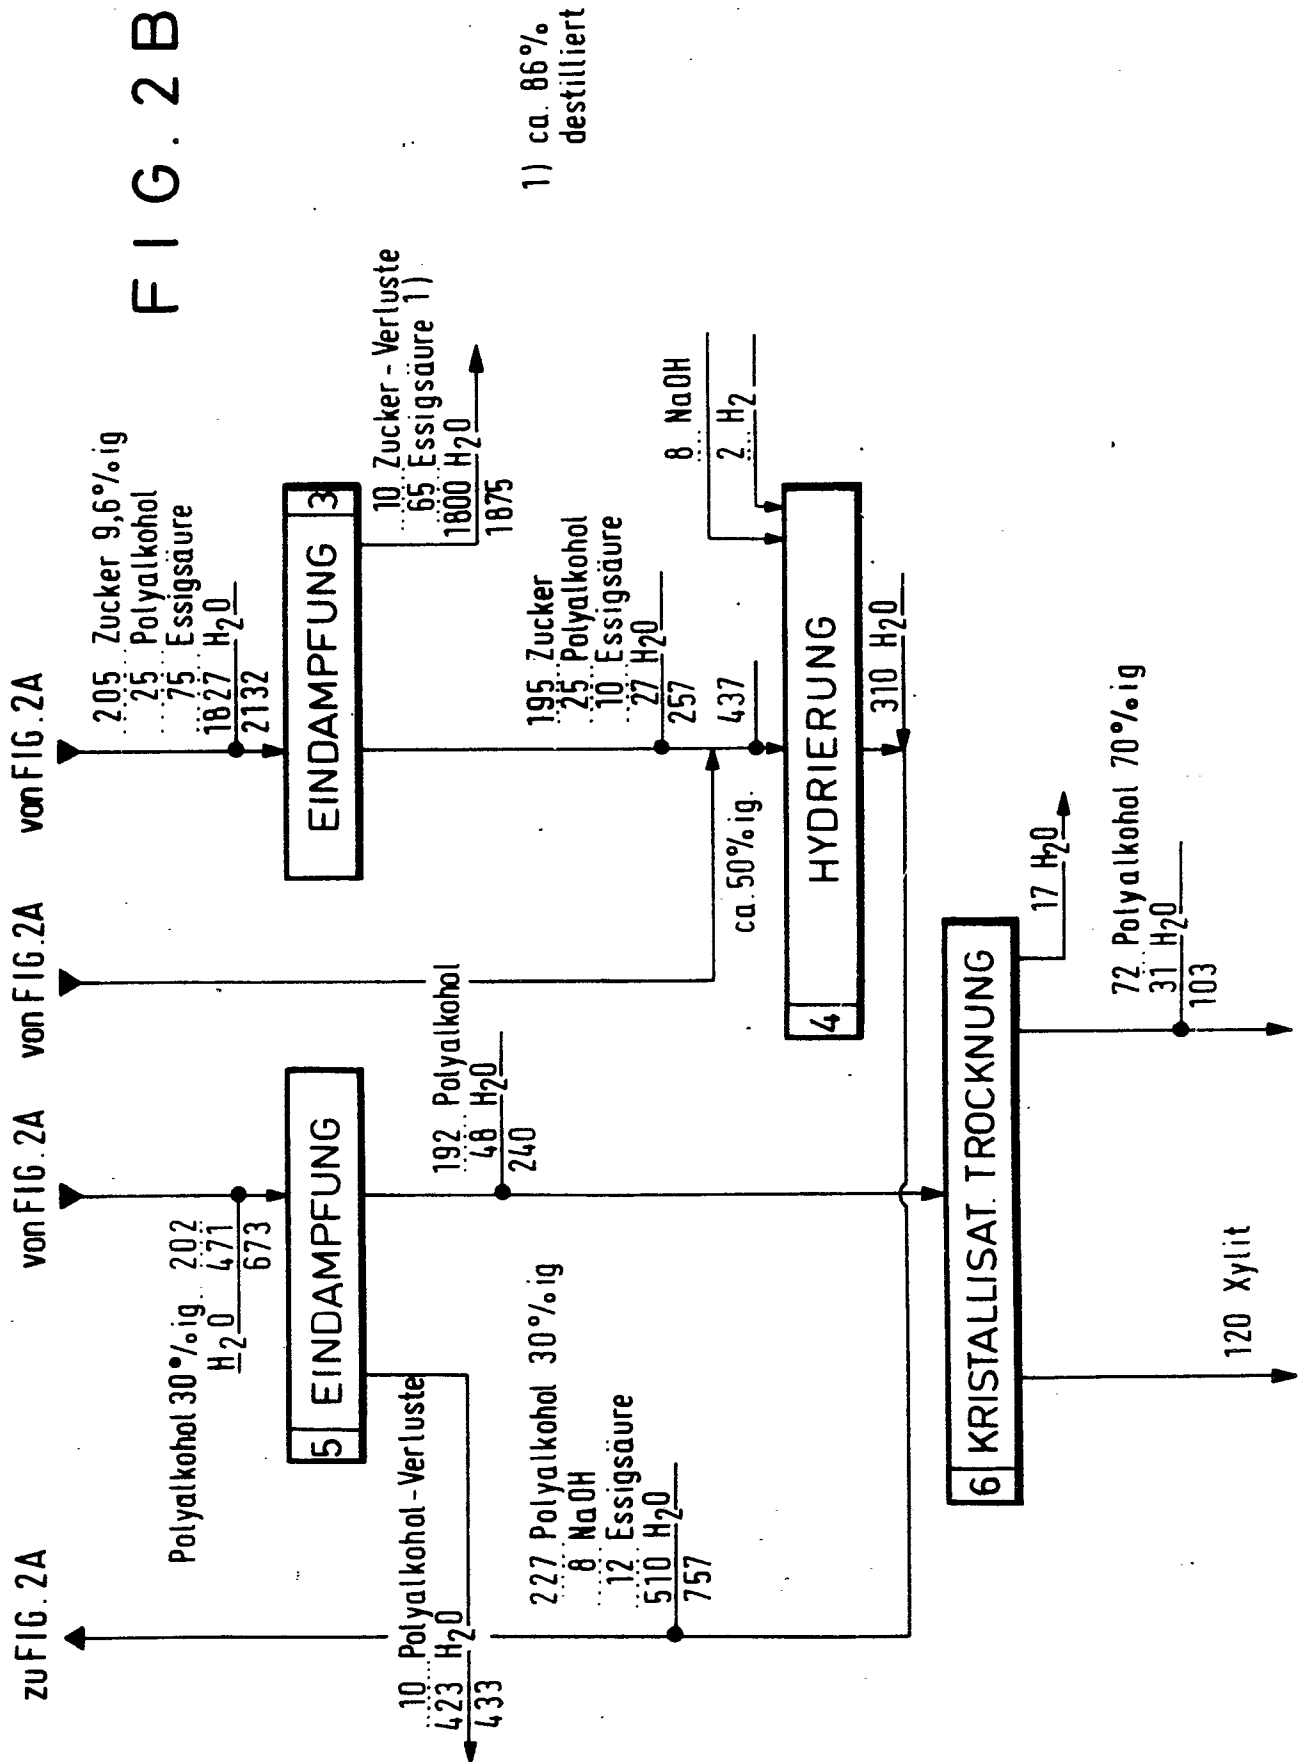 FIG. 2B
zu FIG. 2A
von FIG. 2A
von FIG. 2A
von FIG. 2A
Polyalkohol 30%ig 202
H2O 471
673
205 Zucker 9,6%ig
25 Polyalkohol
75 Essigsäure
1827 H2O
2132
5 EINDAMPFUNG
EINDAMPFUNG 3
10 Polyalkohol-Verluste
423 H2O
433
192 Polyalkohol
48 H2O
240
10 Zucker-Verluste
65 Essigsäure 1)
1800 H2O
1875
1) ca. 86%
destilliert
227 Polyalkohol 30%ig
8 NaOH
12 Essigsäure
510 H2O
757
195 Zucker
25 Polyalkohol
10 Essigsäure
27 H2O
257
437
ca. 50%ig.
8 NaOH
2 H2
4 HYDRIERUNG
310 H2O
6 KRISTALLISAT. TROCKNUNG
17 H2O
120 Xylit
72 Polyalkohol 70%ig
31 H2O
103